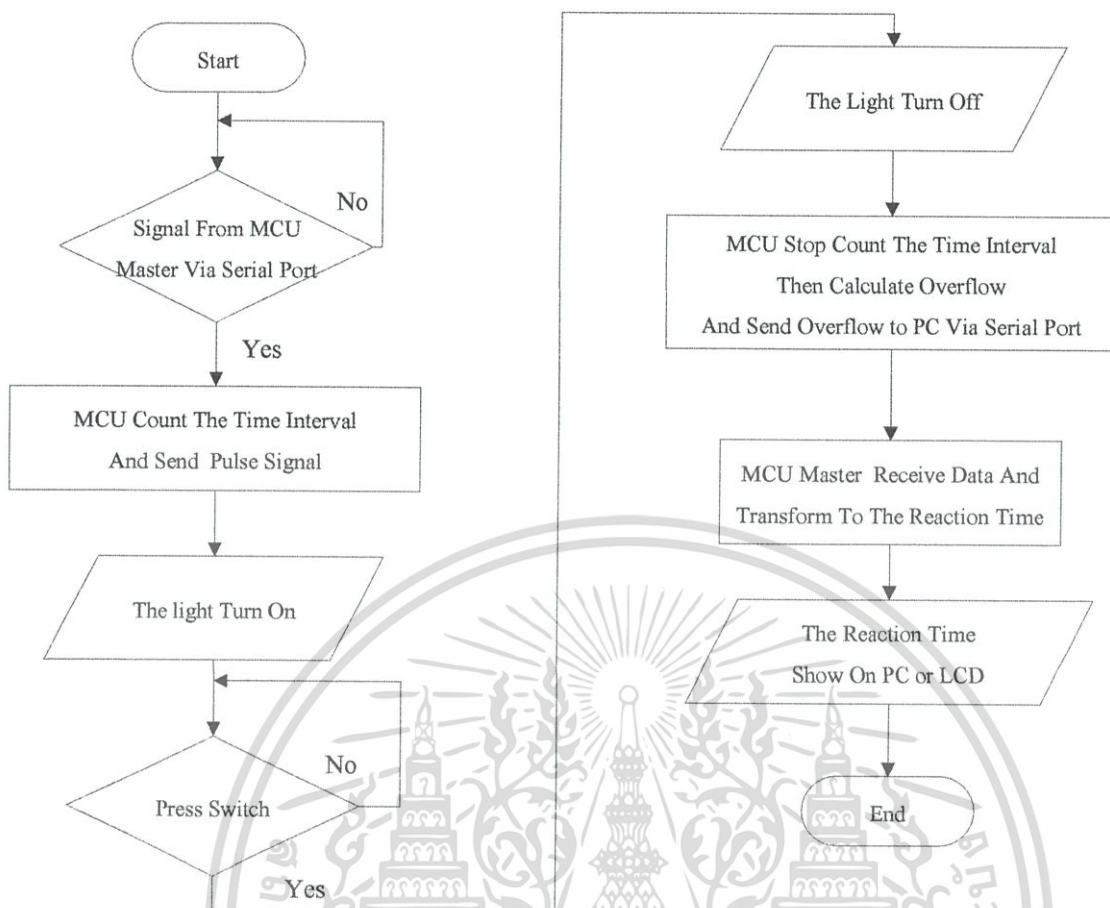 Start
No
Signal From MCU
Master Via Serial Port
Yes
MCU Count The Time Interval
And Send Pulse Signal
The light Turn On
No
Press Switch
Yes
The Light Turn Off
MCU Stop Count The Time Interval
Then Calculate Overflow
And Send Overflow to PC Via Serial Port
MCU Master Receive Data And
Transform To The Reaction Time
The Reaction Time
Show On PC or LCD
End